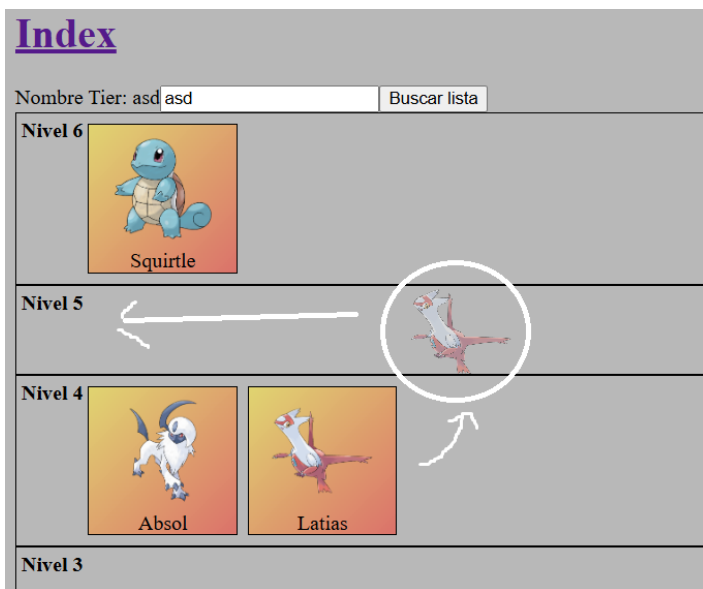 Index
Nombre Tier: asd asd Buscar lista
Nivel 6
Squirtle
Nivel 5
Nivel 4
Absol Latias
Nivel 3